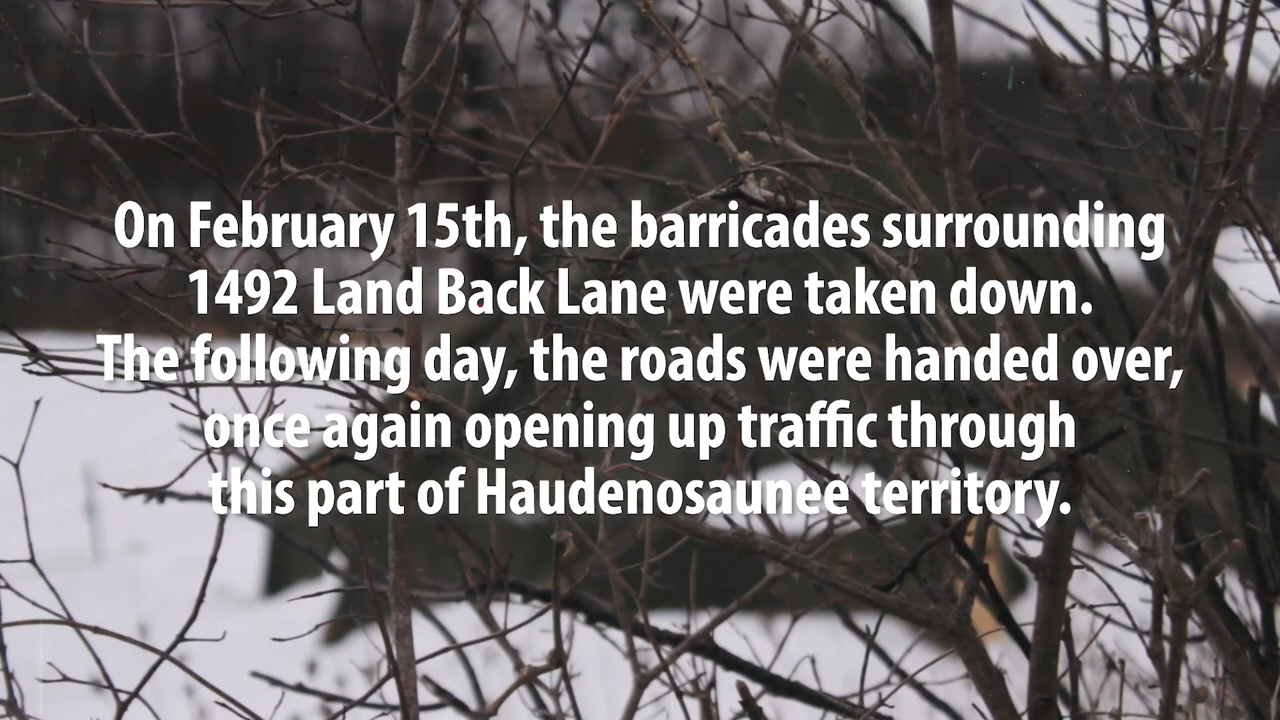 On February 15th, the barricades surrounding
1492 Land Back Lane were taken down.
The following day, the roads were handed over,
once again opening up traffic through
this part of Haudenosaunee territory.